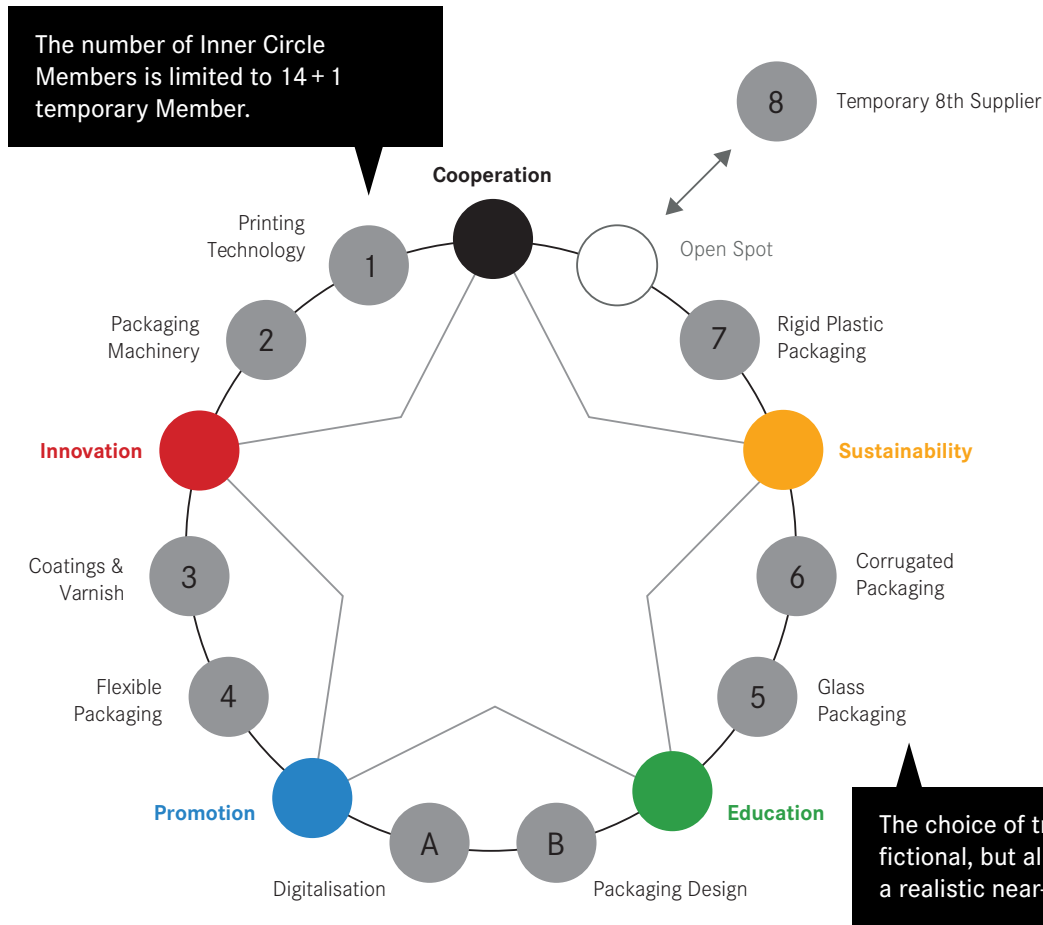 The number of Inner Circle
Members is limited to 14 + 1
temporary Member.
8
Temporary 8th Supplier
Cooperation
Printing
Technology
1
Open Spot
Packaging
Machinery
2
7
Rigid Plastic
Packaging
Innovation
Sustainability
Coatings &
Varnish
3
6
Corrugated
Packaging
Flexible
Packaging
4
5
Glass
Packaging
Promotion
Education
A
B
Digitalisation
Packaging Design
The choice of
fictional, but
a realistic